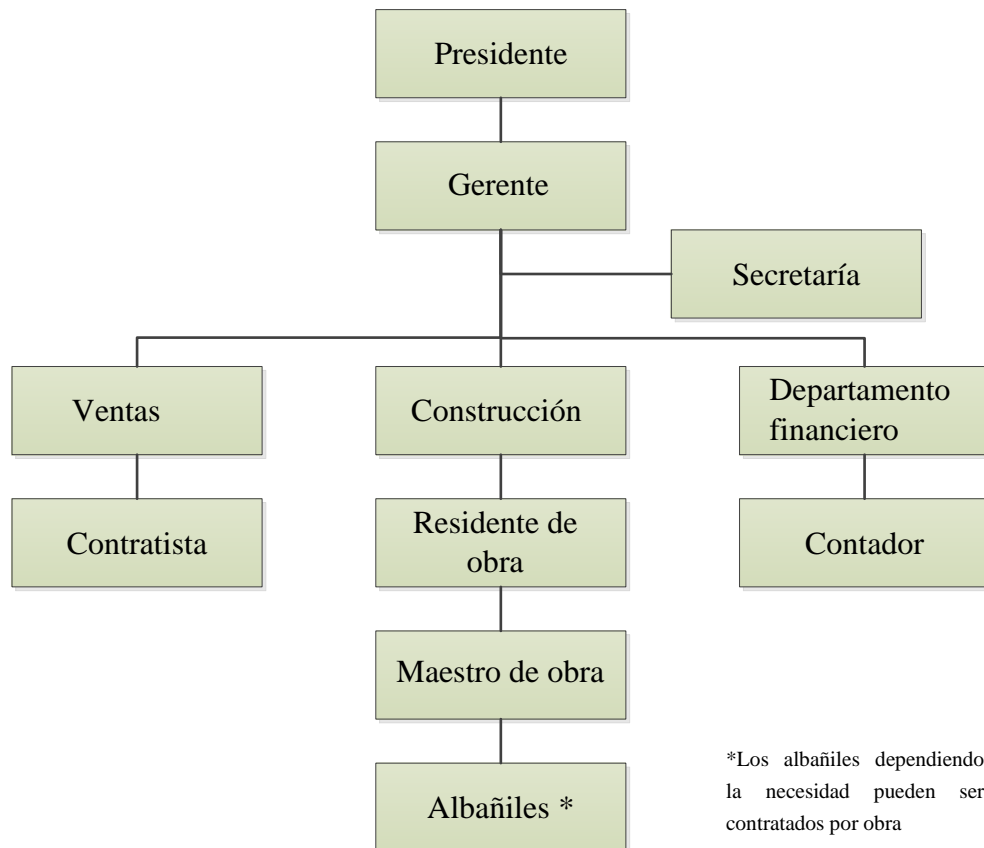 Presidente
Gerente
Secretaría
Ventas
Construcción
Departamento
financiero
Contratista
Residente de
obra
Contador
Maestro de obra
Albañiles *
*Los albañiles dependiendo
la necesidad pueden ser
contratados por obra